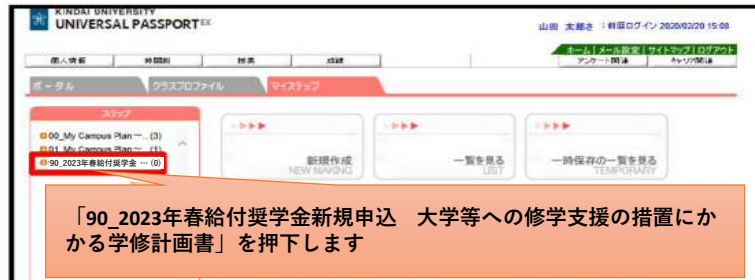 KINDAI UNIVERSITY
UNIVERSAL PASSPORT EX
山田 太郎さ :前回ログイン 2020/02/20 15:08
ホーム | メール設定 | サイトマップ | ログアウト
個人情報 時間割 授業 成績 アンケート関連 キャリア関連
ポータル クラスプロファイル マイステップ
ステップ
00_My Campus Plan ~... (3)
01_My Campus Plan ~... (1)
90_2023年春給付奨学金 … (0)
新規作成
NEW MAKING
一覧を見る
LIST
一時保存の一覧を見る
TEMPORARY
「90_2023年春給付奨学金新規申込 大学等への修学支援の措置にか
かる学修計画書」を押下します